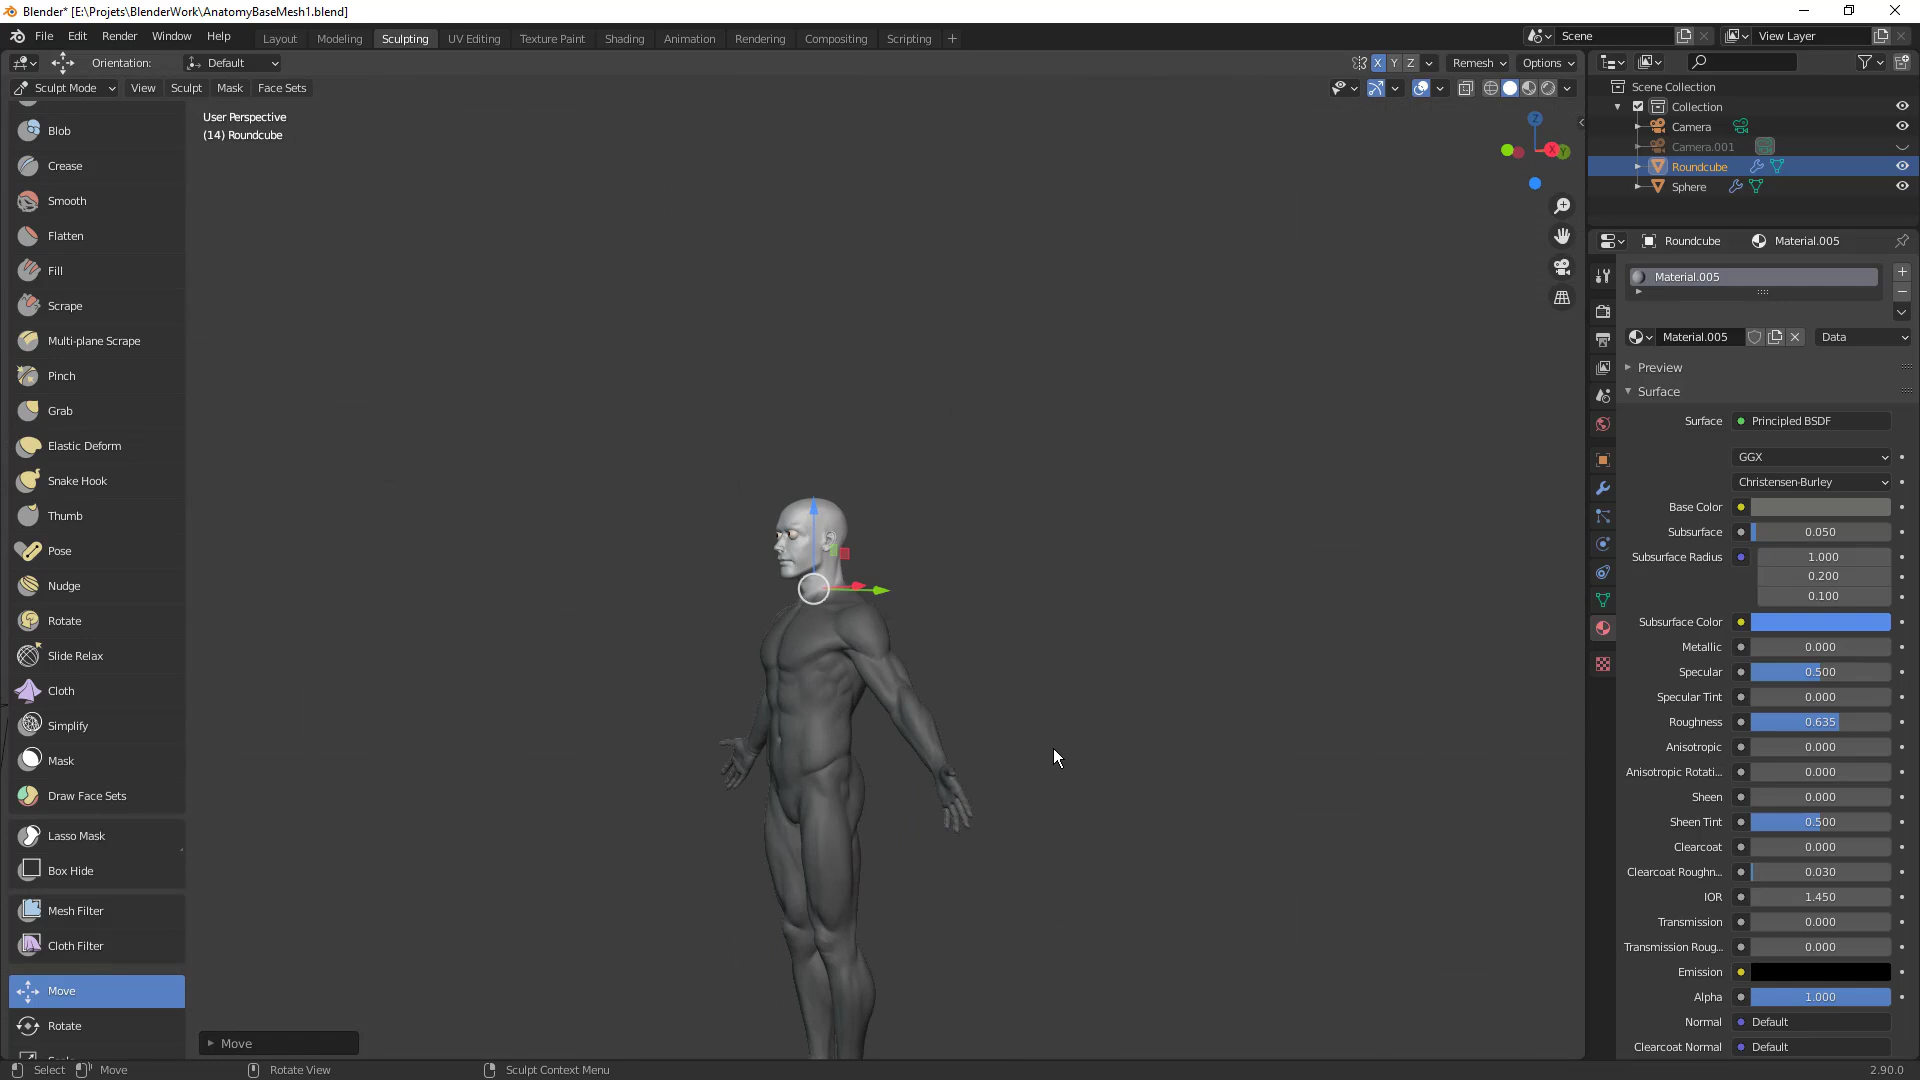 Blender* [E:\Projets\BlenderWork\AnatomyBaseMesh1.blend]
File Edit Render Window Help
Layout Modeling Sculpting UV Editing Texture Paint Shading Animation Rendering Compositing Scripting +
Scene
View Layer
Orientation: Default
X Y Z
Remesh
Options
Sculpt Mode View Sculpt Mask Face Sets
User Perspective
(14) Roundcube
Z
X
Y
Blob
Crease
Smooth
Flatten
Fill
Scrape
Multi-plane Scrape
Pinch
Grab
Elastic Deform
Snake Hook
Thumb
Pose
Nudge
Rotate
Slide Relax
Cloth
Simplify
Mask
Draw Face Sets
Lasso Mask
Box Hide
Mesh Filter
Cloth Filter
Move
Rotate
Move
Scene Collection
Collection
Camera
Camera.001
Roundcube
Sphere
Roundcube Material.005
Material.005
Material.005 Data
Preview
Surface
Surface Principled BSDF
GGX
Christensen-Burley
Base Color
Subsurface 0.050
Subsurface Radius 1.000
0.200
0.100
Subsurface Color
Metallic 0.000
Specular 0.500
Specular Tint 0.000
Roughness 0.635
Anisotropic 0.000
Anisotropic Rotati... 0.000
Sheen 0.000
Sheen Tint 0.500
Clearcoat 0.000
Clearcoat Roughn... 0.030
IOR 1.450
Transmission 0.000
Transmission Roug... 0.000
Emission
Alpha 1.000
Normal Default
Clearcoat Normal Default
Select Move Rotate View Sculpt Context Menu 2.90.0